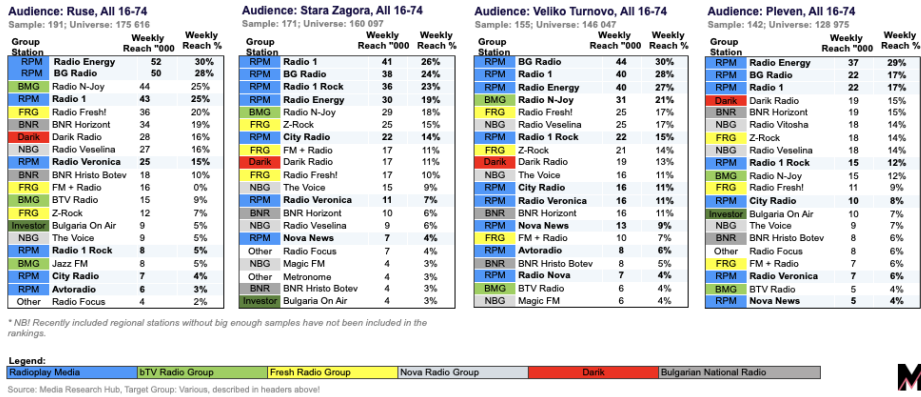 Audience: Ruse, All 16-74
Sample: 191; Universe: 175 616
Group Station Weekly Reach "000 Weekly Reach %
RPM Radio Energy 52 30%
RPM BG Radio 50 28%
BMG Radio N-Joy 44 25%
RPM Radio 1 43 25%
FRG Radio Fresh! 36 20%
BNR BNR Horizont 34 19%
Darik Darik Radio 28 16%
NBG Radio Veselina 27 16%
RPM Radio Veronica 25 15%
BNR BNR Hristo Botev 18 10%
FRG FM + Radio 16 0%
BMG BTV Radio 15 9%
FRG Z-Rock 12 7%
Investor Bulgaria On Air 9 5%
NBG The Voice 9 5%
RPM Radio 1 Rock 8 5%
BMG Jazz FM 8 5%
RPM City Radio 7 4%
RPM Avtoradio 6 3%
Other Radio Focus 4 2%
Audience: Stara Zagora, All 16-74
Sample: 171; Universe: 160 097
Group Station Weekly Reach "000 Weekly Reach %
RPM Radio 1 41 26%
RPM BG Radio 38 24%
RPM Radio 1 Rock 36 23%
RPM Radio Energy 30 19%
BMG Radio N-Joy 29 18%
FRG Z-Rock 25 15%
RPM City Radio 22 14%
FRG FM + Radio 17 11%
Darik Darik Radio 17 11%
FRG Radio Fresh! 17 10%
NBG The Voice 15 9%
RPM Radio Veronica 11 7%
BNR BNR Horizont 10 6%
NBG Radio Veselina 9 6%
RPM Nova News 7 4%
Other Radio Focus 7 4%
NBG Magic FM 4 3%
Other Metronome 4 3%
BNR BNR Hristo Botev 4 3%
Investor Bulgaria On Air 4 3%
Audience: Veliko Turnovo, All 16-74
Sample: 155; Universe: 146 047
Group Station Weekly Reach "000 Weekly Reach %
RPM BG Radio 44 30%
RPM Radio 1 40 28%
RPM Radio Energy 40 27%
BMG Radio N-Joy 31 21%
FRG Radio Fresh! 25 17%
NBG Radio Veselina 25 17%
RPM Radio 1 Rock 22 15%
FRG Z-Rock 21 14%
Darik Darik Radio 19 13%
NBG The Voice 16 11%
RPM City Radio 16 11%
RPM Radio Veronica 16 11%
BNR BNR Horizont 16 11%
RPM Nova News 13 9%
FRG FM + Radio 10 7%
RPM Avtoradio 8 6%
BNR BNR Hristo Botev 8 5%
RPM Radio Nova 7 4%
BMG BTV Radio 6 4%
NBG Magic FM 6 4%
Audience: Pleven, All 16-74
Sample: 142; Universe: 128 975
Group Station Weekly Reach "000 Weekly Reach %
RPM Radio Energy 37 29%
RPM BG Radio 22 17%
RPM Radio 1 22 17%
Darik Darik Radio 19 15%
BNR BNR Horizont 19 15%
NBG Radio Vitosha 18 14%
FRG Z-Rock 18 14%
NBG Radio Veselina 18 14%
RPM Radio 1 Rock 15 12%
BMG Radio N-Joy 15 12%
FRG Radio Fresh! 11 9%
RPM City Radio 10 8%
Investor Bulgaria On Air 10 7%
NBG The Voice 9 7%
BNR BNR Hristo Botev 8 6%
Other Radio Focus 8 6%
FRG FM + Radio 7 6%
RPM Radio Veronica 7 6%
BMG BTV Radio 5 4%
RPM Nova News 5 4%
* NB! Recently included regional stations without big enough samples have not been included in the
rankings.
Legend:
Radioplay Media bTV Radio Group Fresh Radio Group Nova Radio Group Darik Bulgarian National Radio
Source: Media Research Hub, Target Group: Various, described in headers above!
M